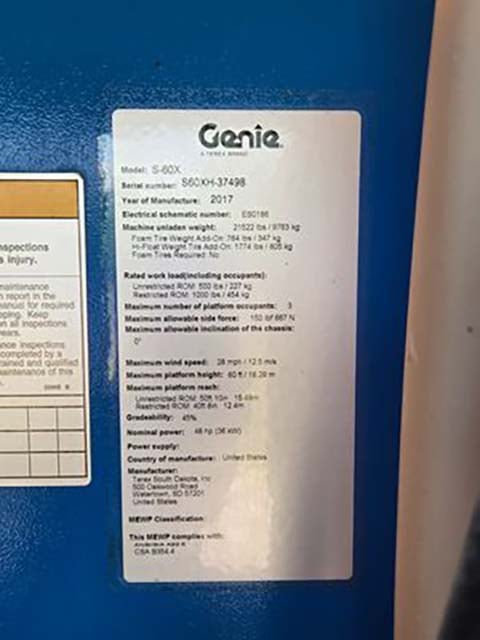 Genie
A TEREX BRAND
Model: S-60X
Serial number: S60XH-37498
Year of Manufacture: 2017
Electrical schematic number: ES0186
Machine unladen weight: 21522 lbs / 9763 kg
Foam Tire Weight Add-On: 764 lbs / 347 kg
Hi-Float Weight Tire Add-On: 1774 lbs / 805 kg
Foam Tires Required: No
Rated work load(including occupants):
Unrestricted ROM: 500 lbs / 227 kg
Restricted ROM: 1000 lbs / 454 kg
Maximum number of platform occupants: 3
Maximum allowable side force: 150 lbf 667 N
Maximum allowable inclination of the chassis:
0°
Maximum wind speed: 28 mph / 12.5 m/s
Maximum platform height: 60 ft / 18.29 m
Maximum platform reach:
Unrestricted ROM: 50ft 10in 15.49m
Restricted ROM: 40ft 8in 12.4m
Gradeability: 45%
Nominal power: 48 hp (36 kW)
Power supply:
Country of manufacture: United States
Manufacturer:
Terex South Dakota, Inc
500 Oakwood Road
Watertown, SD 57201
United States
MEWP Classification:
This MEWP complies with:
CSA B354.4
nspections
s injury.
maintenance
n report in the
manual for required
pping. Keep
on all inspections
years.
nce inspections
completed by a
trained and qualified
maintenance of this